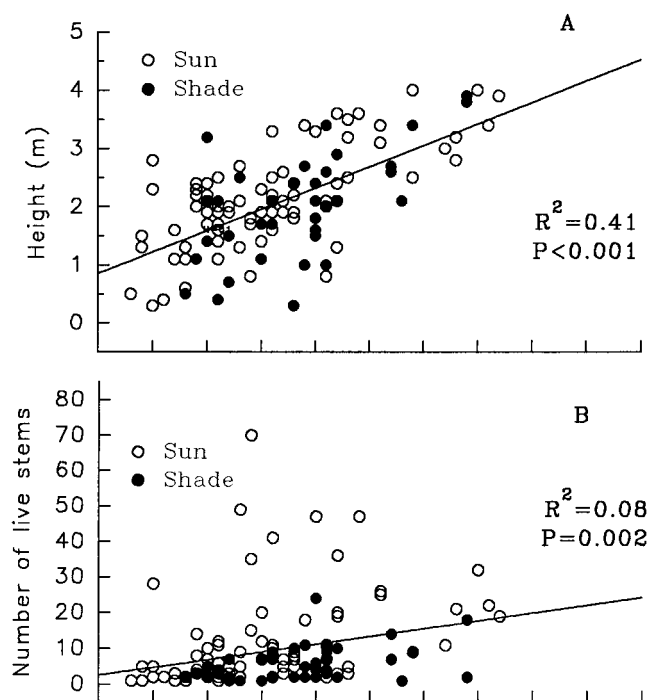 A
5
Sun
Shade
4
3
2
1
0
Height (m)
R²=0.41
P<0.001
B
80
70
Sun
Shade
60
50
40
30
20
10
0
Number of live stems
R²=0.08
P=0.002